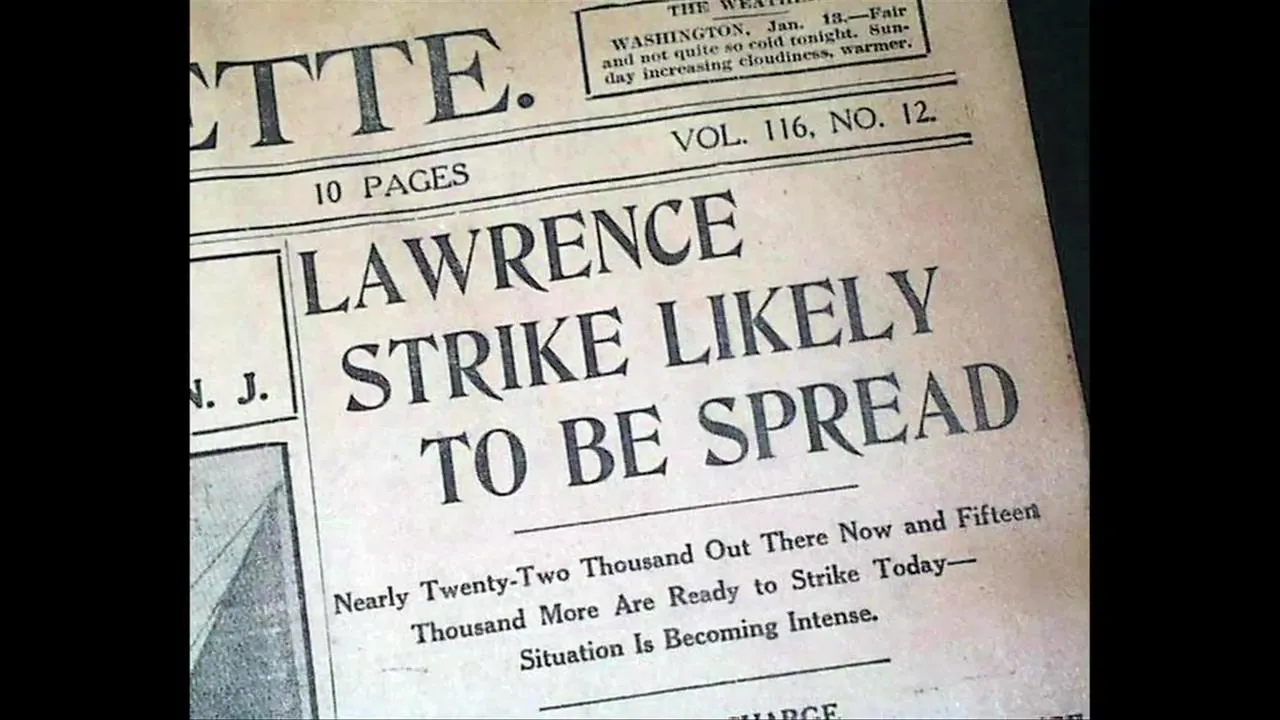 THE WEATHER
WASHINGTON, Jan. 13.—Fair
and not quite so cold tonight. Sun-
day increasing cloudiness, warmer.
ETTE.
10 PAGES
VOL. 116, NO. 12.
LAWRENCE
STRIKE LIKELY
TO BE SPREAD
N. J.
Nearly Twenty-Two Thousand Out There Now and Fifteen
Thousand More Are Ready to Strike Today—
Situation Is Becoming Intense.